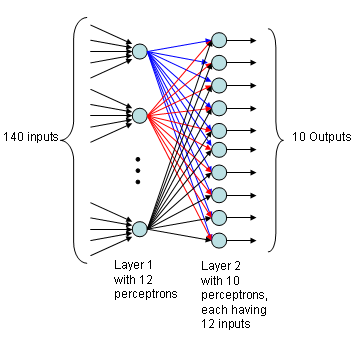 140 inputs
10 Outputs
Layer 1
with 12
perceptrons
Layer 2
with 10
perceptrons,
each having
12 inputs